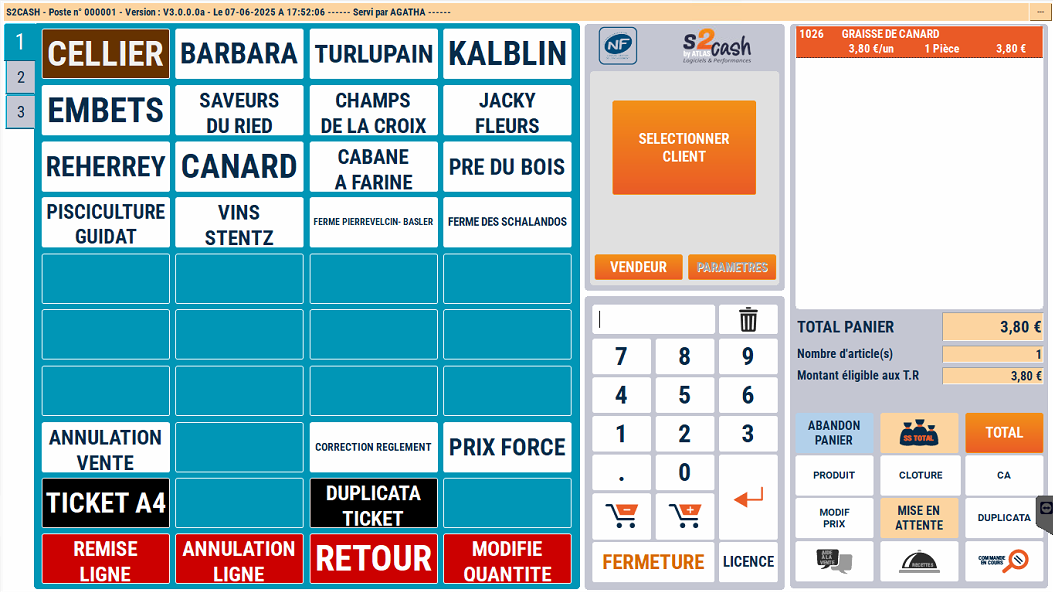 S2CASH - Poste n° 000001 - Version : V3.0.0.0a - Le 07-06-2025 A 17:52:06 ------ Servi par AGATHA ------
...
1
2
3
CELLIER
BARBARA
TURLUPAIN
KALBLIN
EMBETS
SAVEURS
DU RIED
CHAMPS
DE LA CROIX
JACKY
FLEURS
REHERREY
CANARD
CABANE
A FARINE
PRE DU BOIS
PISCICULTURE
GUIDAT
VINS
STENTZ
FERME PIERREVELCIN- BASLER
FERME DES SCHALANDOS
ANNULATION
VENTE
CORRECTION REGLEMENT
PRIX FORCE
TICKET A4
DUPLICATA
TICKET
REMISE
LIGNE
ANNULATION
LIGNE
RETOUR
MODIFIE
QUANTITE
NF
S2cash
by ATLAS
Logiciels & Performances
SELECTIONNER
CLIENT
VENDEUR
PARAMETRES
7 8 9
4 5 6
1 2 3
. 0
FERMETURE
LICENCE
1026 GRAISSE DE CANARD
3,80 €/un 1 Pièce 3,80 €
TOTAL PANIER 3,80 €
Nombre d'article(s) 1
Montant éligible aux T.R 3,80 €
ABANDON
PANIER
SS TOTAL
TOTAL
PRODUIT
CLOTURE
CA
MODIF
PRIX
MISE EN
ATTENTE
DUPLICATA
AIDE
A LA
VENTE
RECETTES
COMMANDE
EN COURS